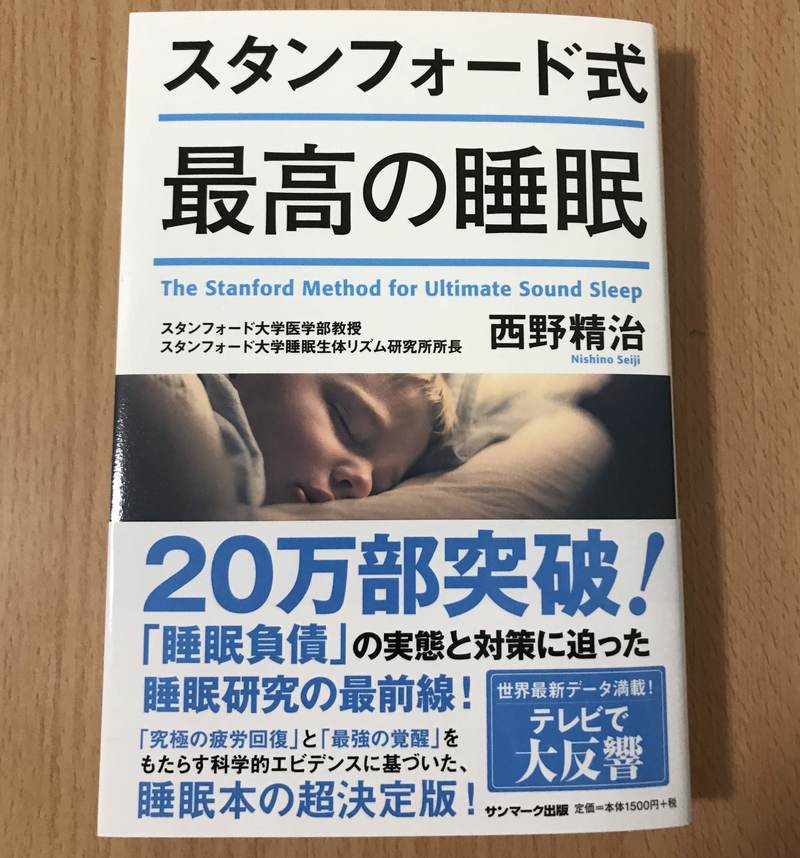 スタンフォード式
最高の睡眠
The Stanford Method for Ultimate Sound Sleep
スタンフォード大学医学部教授
スタンフォード大学睡眠生体リズム研究所所長
西野精治
Nishino Seiji
20万部突破!
「睡眠負債」の実態と対策に迫った
睡眠研究の最前線!
「究極の疲労回復」と「最強の覚醒」を
もたらす科学的エビデンスに基づいた、
睡眠本の超決定版!
世界最新データ満載!
テレビで
大反響
サンマーク出版 定価=本体1500円+税